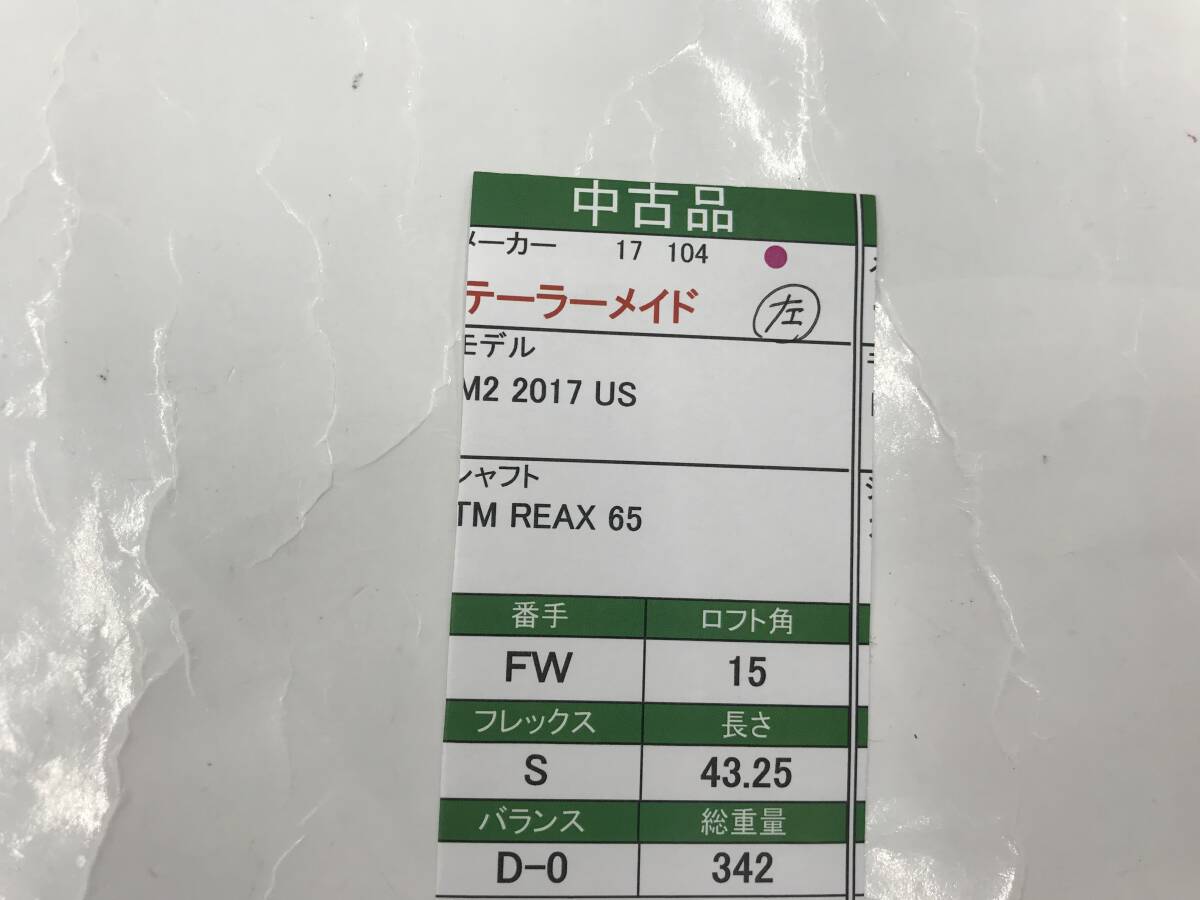 中古品
メーカー 17 104
テーラーメイド 左
モデル
M2 2017 US
シャフト
TM REAX 65
番手 ロフト角
FW 15
フレックス 長さ
S 43.25
バランス 総重量
D-0 342